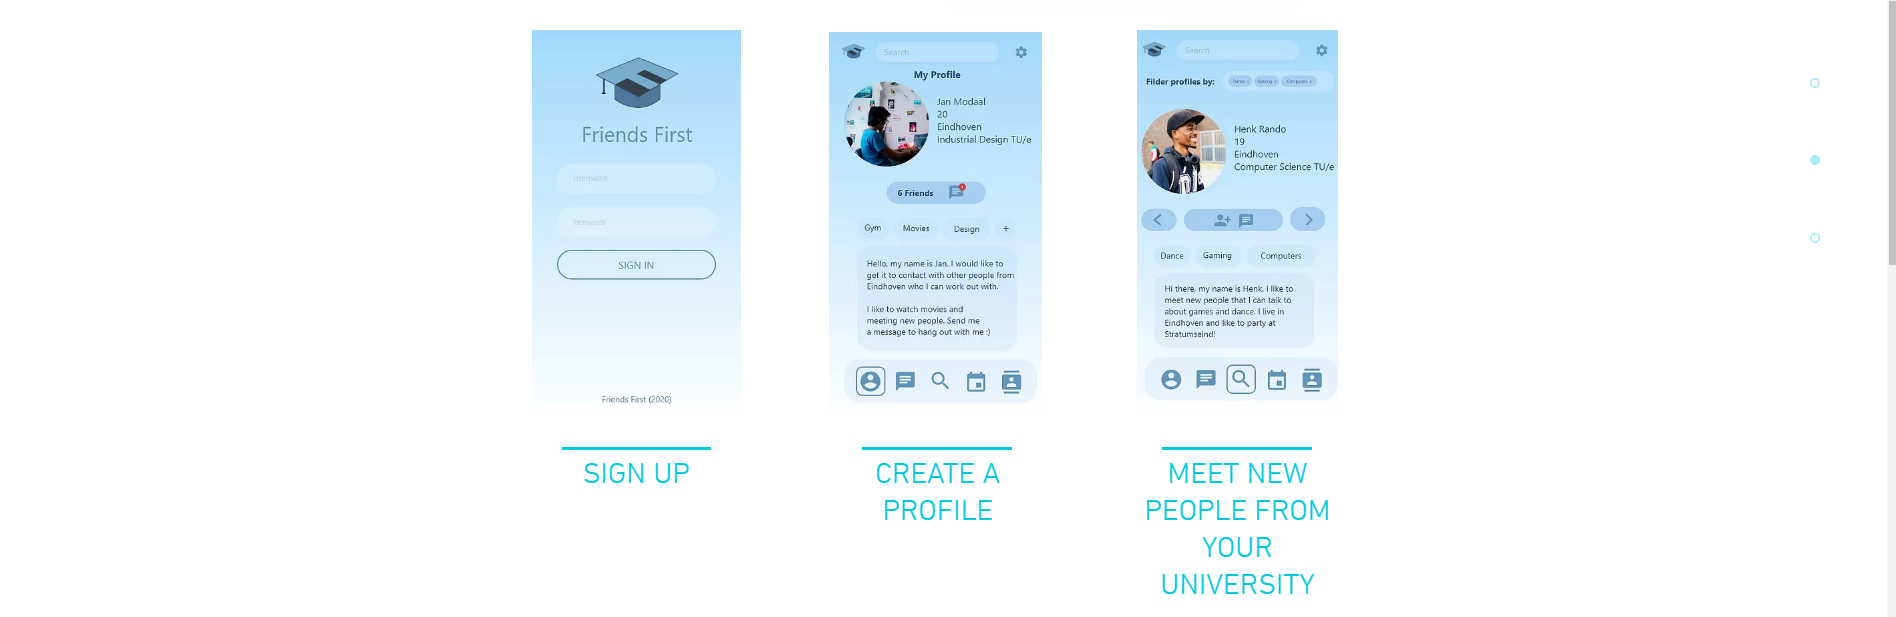 Friends First
Username
Password
SIGN IN
Friends First (2020)
SIGN UP
Search
My Profile
Jan Modaal
20
Eindhoven
Industrial Design TU/e
6 Friends
Gym Movies Design +
Hello, my name is Jan. I would like to
get it to contact with other people from
Eindhoven who I can work out with.
I like to watch movies and
meeting new people. Send me
a message to hang out with me :)
CREATE A
PROFILE
Search
Filder profiles by: Dance x Gaming x Computers x
Henk Rando
19
Eindhoven
Computer Science TU/e
Dance Gaming Computers
Hi there, my name is Henk. I like to
meet new people that I can talk to
about games and dance. I live in
Eindhoven and like to party at
Stratumseind!
MEET NEW
PEOPLE FROM
YOUR
UNIVERSITY